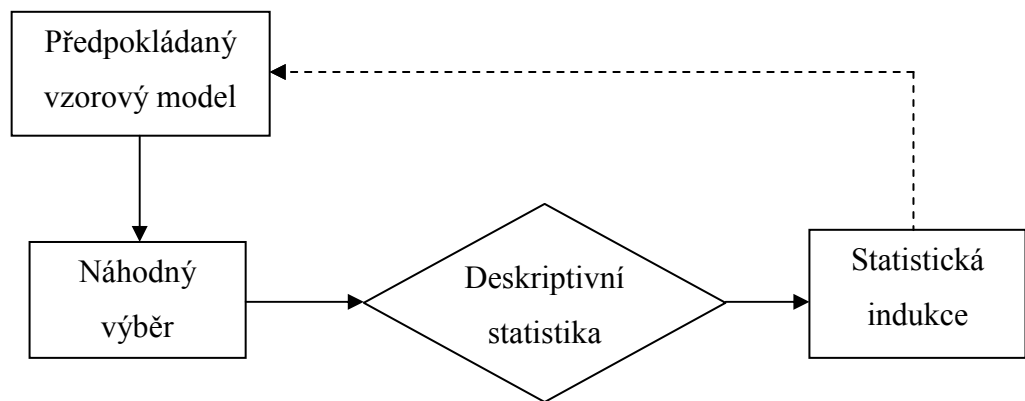 Předpokládaný
vzorový model
Náhodný
výběr
Deskriptivní
statistika
Statistická
indukce